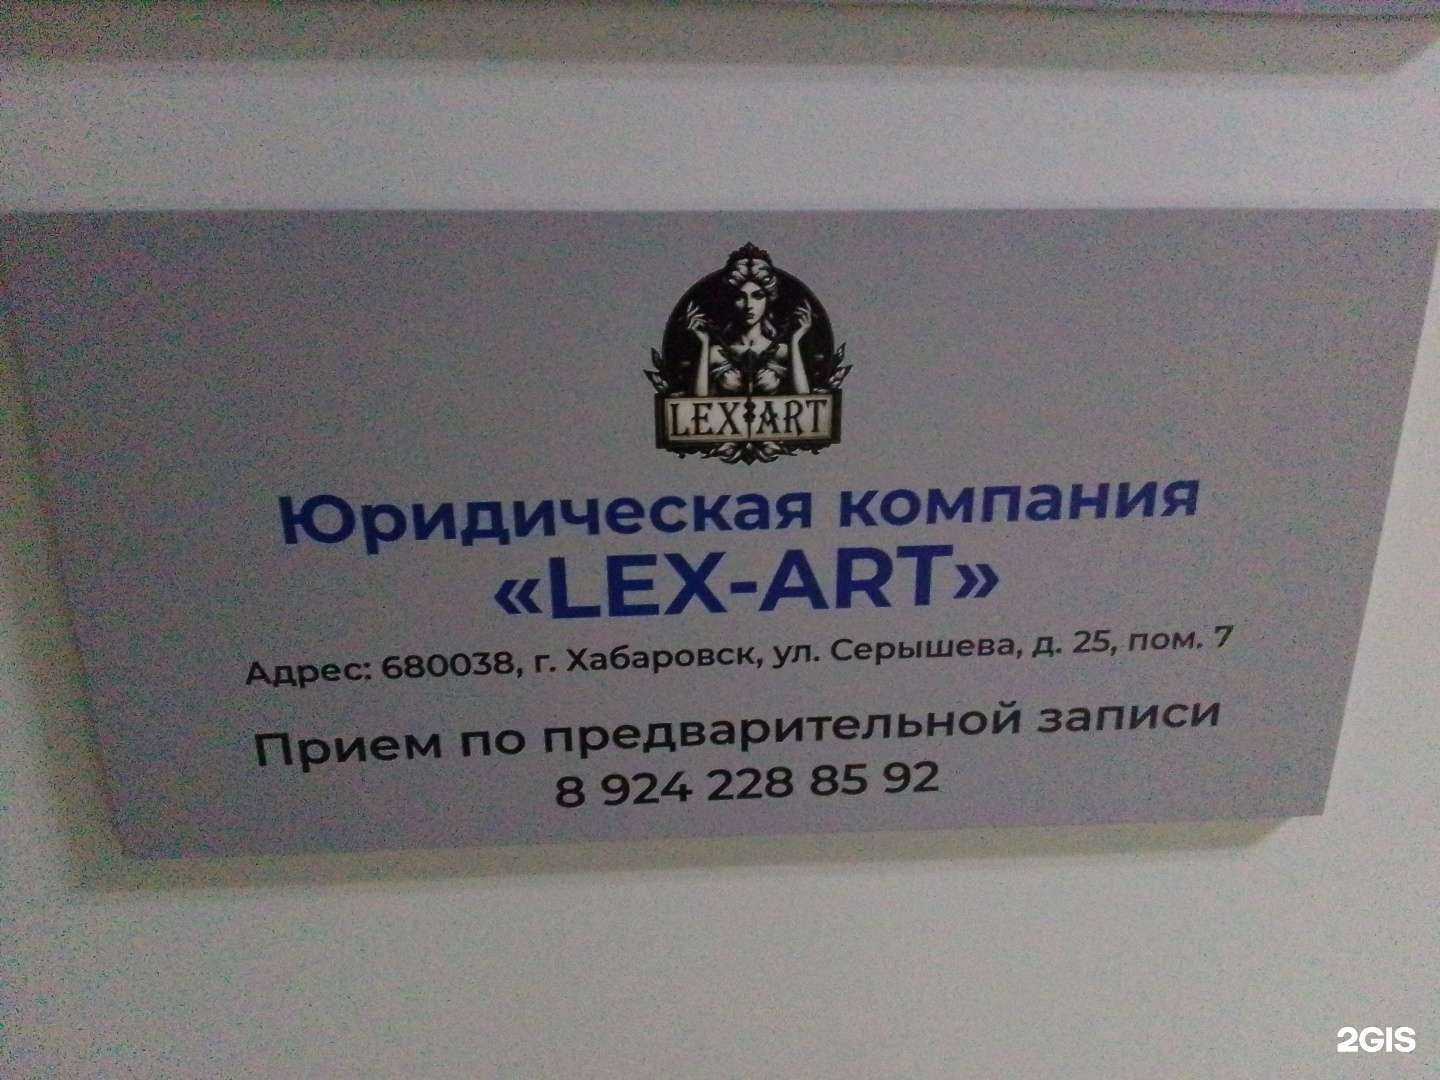 LEX ART
Юридическая компания
«LEX-ART»
Адрес: 680038, г. Хабаровск, ул. Серышева, д. 25, пом. 7
Прием по предварительной записи
8 924 228 85 92
2GIS